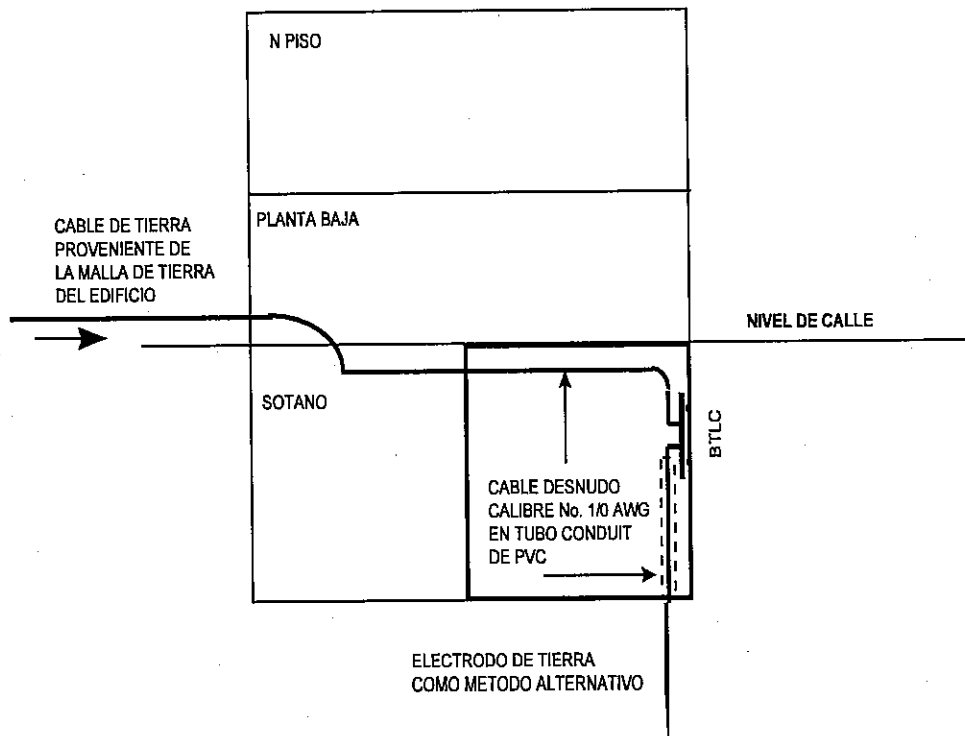 N PISO
PLANTA BAJA
CABLE DE TIERRA
PROVENIENTE DE
LA MALLA DE TIERRA
DEL EDIFICIO
NIVEL DE CALLE
SOTANO
BTLC
CABLE DESNUDO
CALIBRE No. 1/0 AWG
EN TUBO CONDUIT
DE PVC
ELECTRODO DE TIERRA
COMO METODO ALTERNATIVO